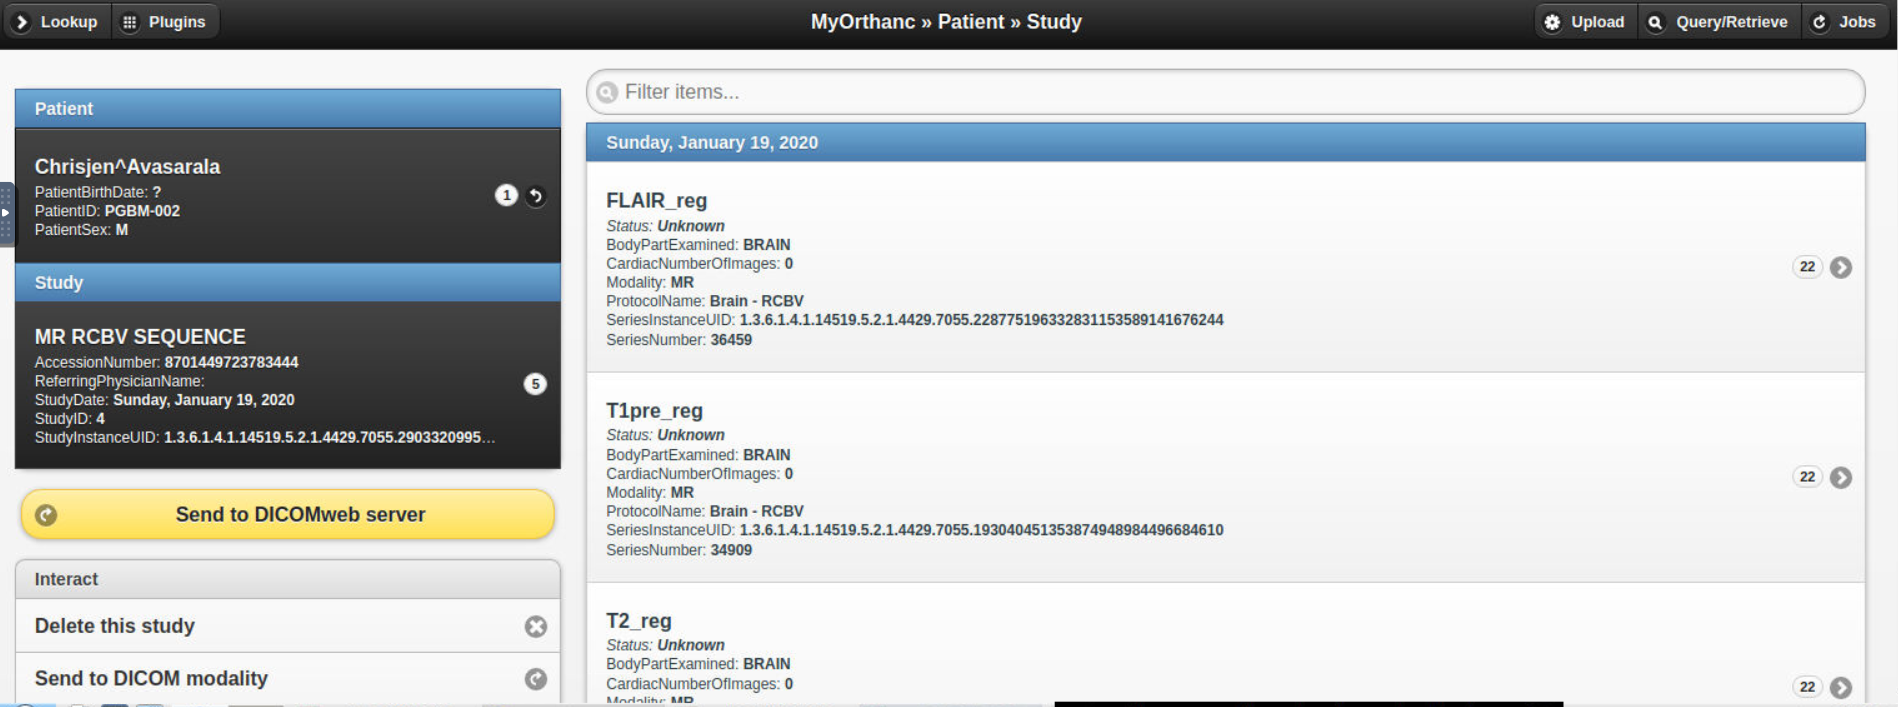 Lookup
Plugins
MyOrthanc » Patient » Study
Upload
Query/Retrieve
Jobs
Patient
Chrisjen^Avasarala
PatientBirthDate: ?
PatientID: PGBM-002
PatientSex: M
1
Study
MR RCBV SEQUENCE
AccessionNumber: 8701449723783444
ReferringPhysicianName:
StudyDate: Sunday, January 19, 2020
StudyID: 4
StudyInstanceUID: 1.3.6.1.4.1.14519.5.2.1.4429.7055.2903320995...
5
Send to DICOMweb server
Interact
Delete this study
Send to DICOM modality
Filter items...
Sunday, January 19, 2020
FLAIR_reg
Status: Unknown
BodyPartExamined: BRAIN
CardiacNumberOfImages: 0
Modality: MR
ProtocolName: Brain - RCBV
SeriesInstanceUID: 1.3.6.1.4.1.14519.5.2.1.4429.7055.228775196332831153589141676244
SeriesNumber: 36459
22
T1pre_reg
Status: Unknown
BodyPartExamined: BRAIN
CardiacNumberOfImages: 0
Modality: MR
ProtocolName: Brain - RCBV
SeriesInstanceUID: 1.3.6.1.4.1.14519.5.2.1.4429.7055.193040451353874948984496684610
SeriesNumber: 34909
22
T2_reg
Status: Unknown
BodyPartExamined: BRAIN
CardiacNumberOfImages: 0
Modality: MR
22